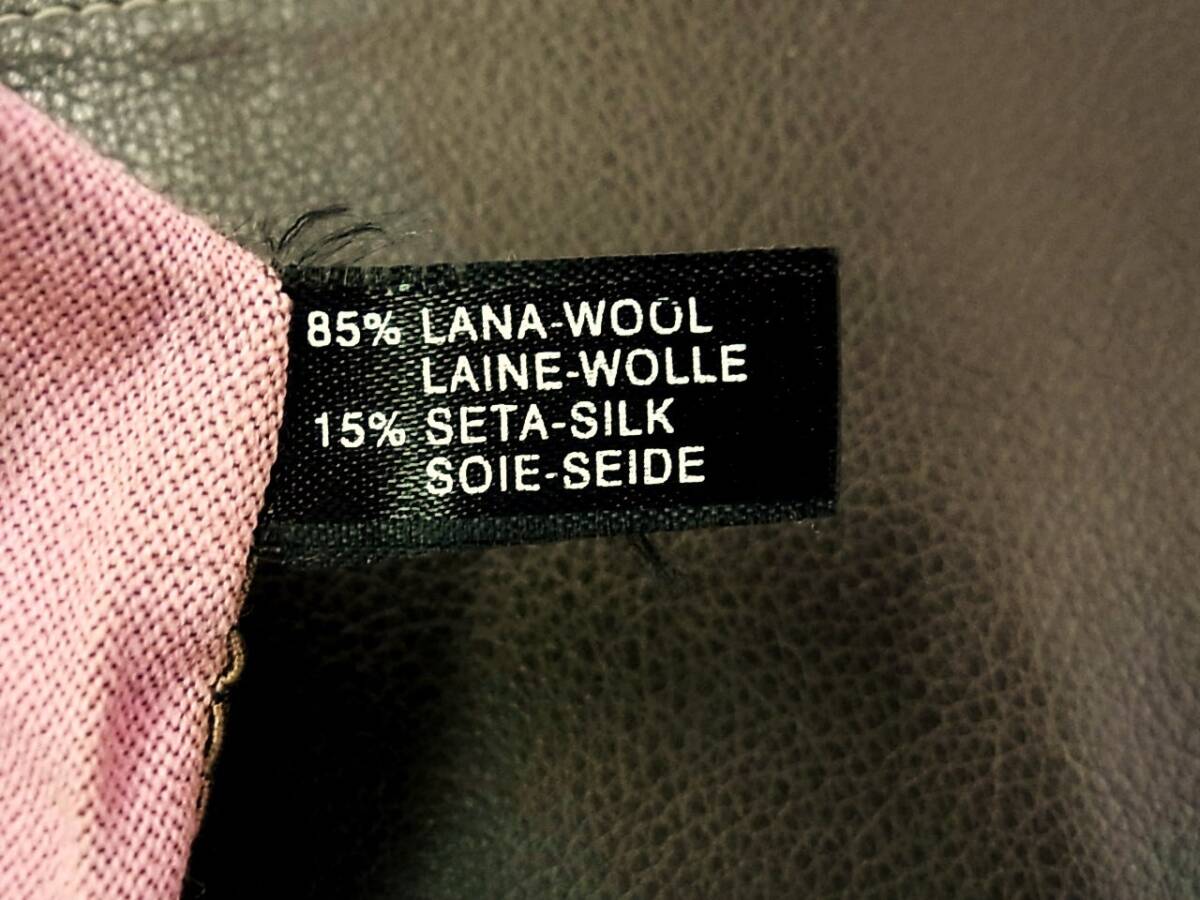 85% LANA-WOOL
LAINE-WOLLE
15% SETA-SILK
SOIE-SEIDE